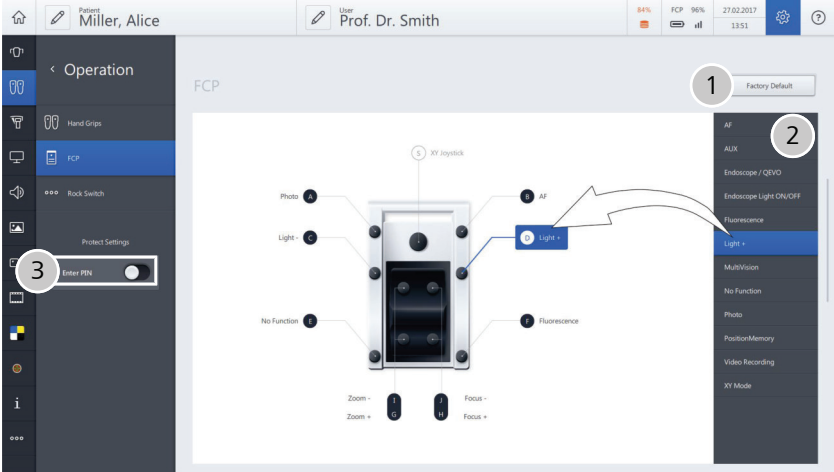 Patient
Miller, Alice
User
Prof. Dr. Smith
84%
FCP 96%
27.02.2017
13:51
?
< Operation
Hand Grips
FCP
Rock Switch
Protect Settings
3
Enter PIN
i
FCP
1
Factory Default
2
S XY Joystick
Photo A
B AF
Light - C
D Light +
No Function E
F Fluorescence
Zoom - I
J Focus -
Zoom + G
H Focus +
AF
AUX
Endoscope / QEVO
Endoscope Light ON/OFF
Fluorescence
Light +
MultiVision
No Function
Photo
PositionMemory
Video Recording
XY Mode